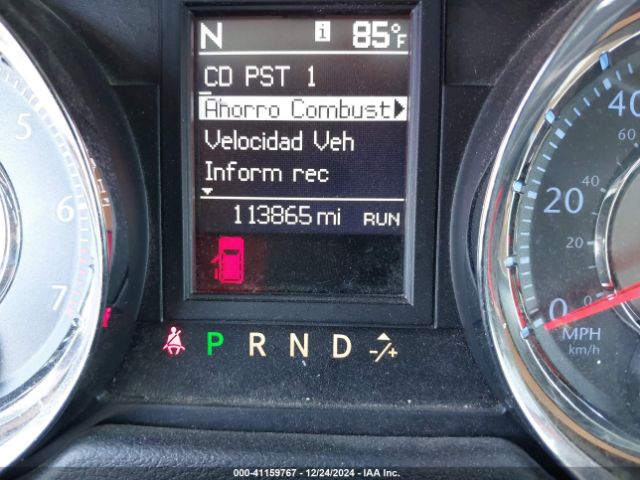 N i 85°F
CD PST 1
Ahorro Combust
Velocidad Veh
Inform rec
113865 mi RUN
P R N D -/+
5
6
7
40
60
20
40
20
0
0
MPH
km/h
000-41159767 - 12/24/2024 - IAA Inc.